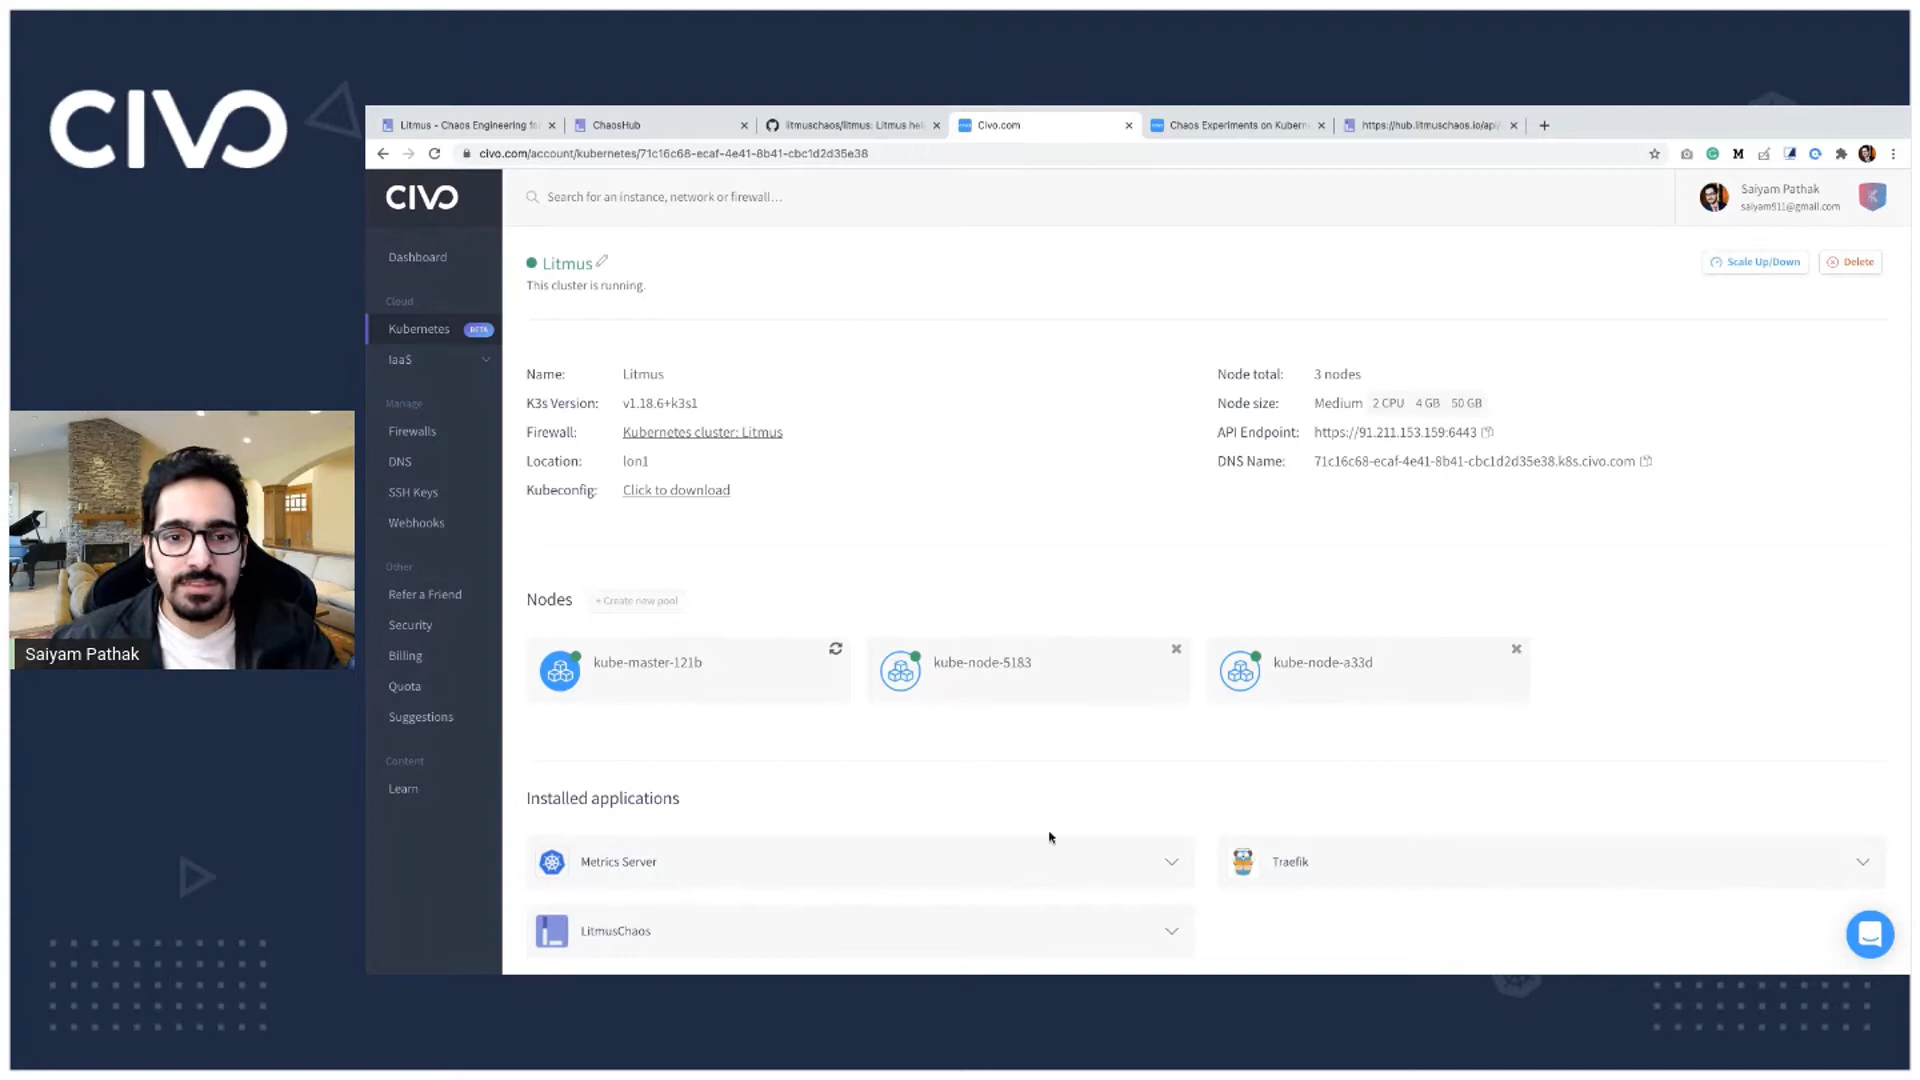 CIVO
Litmus - Chaos Engineering fo
ChaosHub
litmuschaos/litmus: Litmus hel
Civo.com
Chaos Experiments on Kubern
https://hub.litmuschaos.io/api/
civo.com/account/kubernetes/71c16c68-ecaf-4e41-8b41-cbc1d2d35e38
CIVO
Search for an instance, network or firewall...
Saiyam Pathak
saiyam911@gmail.com
Dashboard
Cloud
Kubernetes BETA
IaaS
Manage
Firewalls
DNS
SSH Keys
Webhooks
Other
Refer a Friend
Security
Billing
Quota
Suggestions
Content
Learn
Litmus
This cluster is running.
Scale Up/Down
Delete
Name: Litmus
K3s Version: v1.18.6+k3s1
Firewall: Kubernetes cluster: Litmus
Location: lon1
Kubeconfig: Click to download
Node total: 3 nodes
Node size: Medium 2 CPU 4 GB 50 GB
API Endpoint: https://91.211.153.159:6443
DNS Name: 71c16c68-ecaf-4e41-8b41-cbc1d2d35e38.k8s.civo.com
Nodes
+ Create new pool
kube-master-121b
kube-node-5183
kube-node-a33d
Installed applications
Metrics Server
Traefik
LitmusChaos
Saiyam Pathak